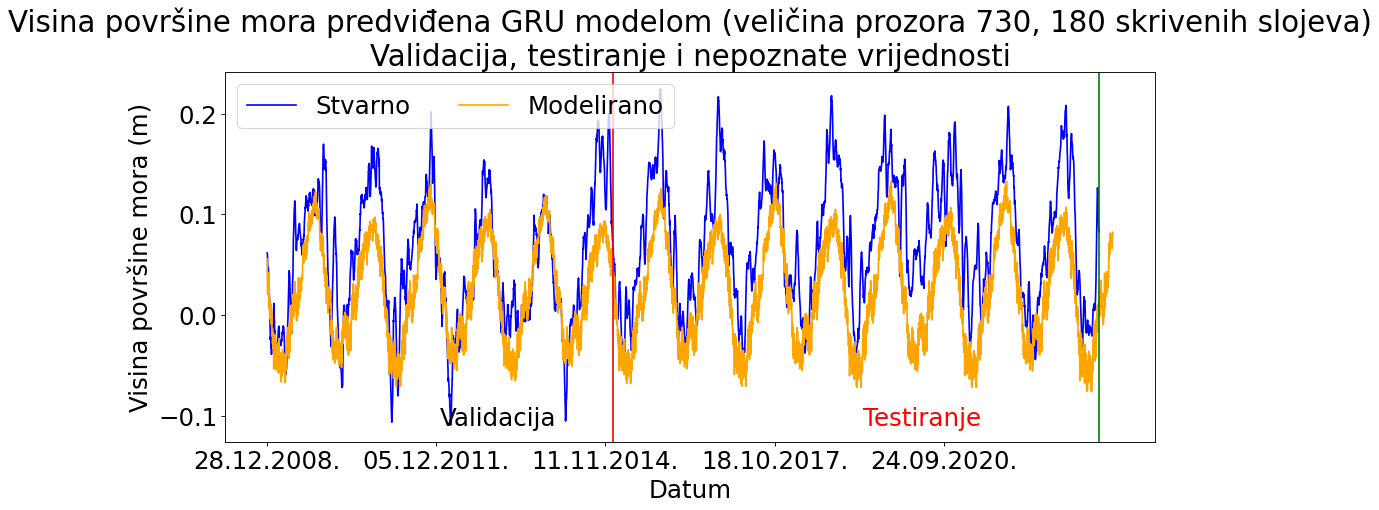 Visina površine mora predviđena GRU modelom (veličina prozora 730, 180 skrivenih slojeva)
Validacija, testiranje i nepoznate vrijednosti
Stvarno Modelirano
Visina površine mora (m)
0.2
0.1
0.0
−0.1
Validacija Testiranje
28.12.2008. 05.12.2011. 11.11.2014. 18.10.2017. 24.09.2020.
Datum